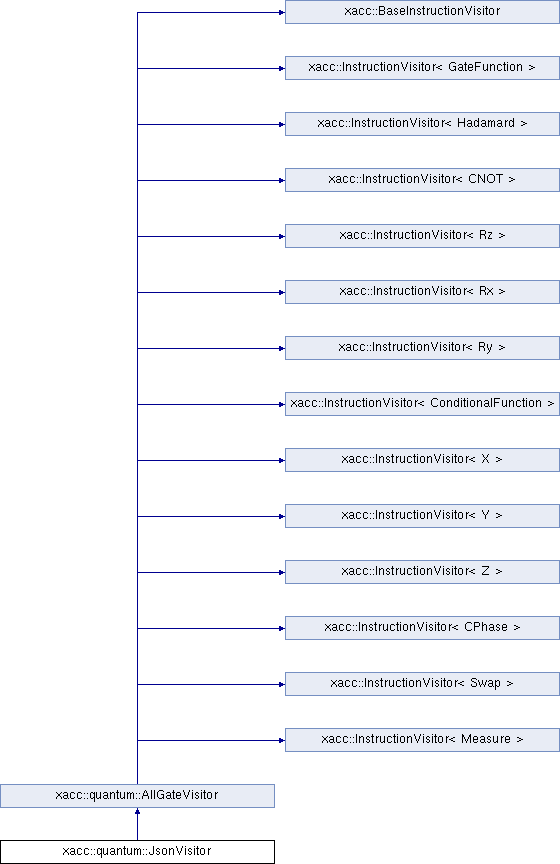 xacc::BaseInstructionVisitor
xacc::InstructionVisitor< GateFunction >
xacc::InstructionVisitor< Hadamard >
xacc::InstructionVisitor< CNOT >
xacc::InstructionVisitor< Rz >
xacc::InstructionVisitor< Rx >
xacc::InstructionVisitor< Ry >
xacc::InstructionVisitor< ConditionalFunction >
xacc::InstructionVisitor< X >
xacc::InstructionVisitor< Y >
xacc::InstructionVisitor< Z >
xacc::InstructionVisitor< CPhase >
xacc::InstructionVisitor< Swap >
xacc::InstructionVisitor< Measure >
xacc::quantum::AllGateVisitor
xacc::quantum::JsonVisitor